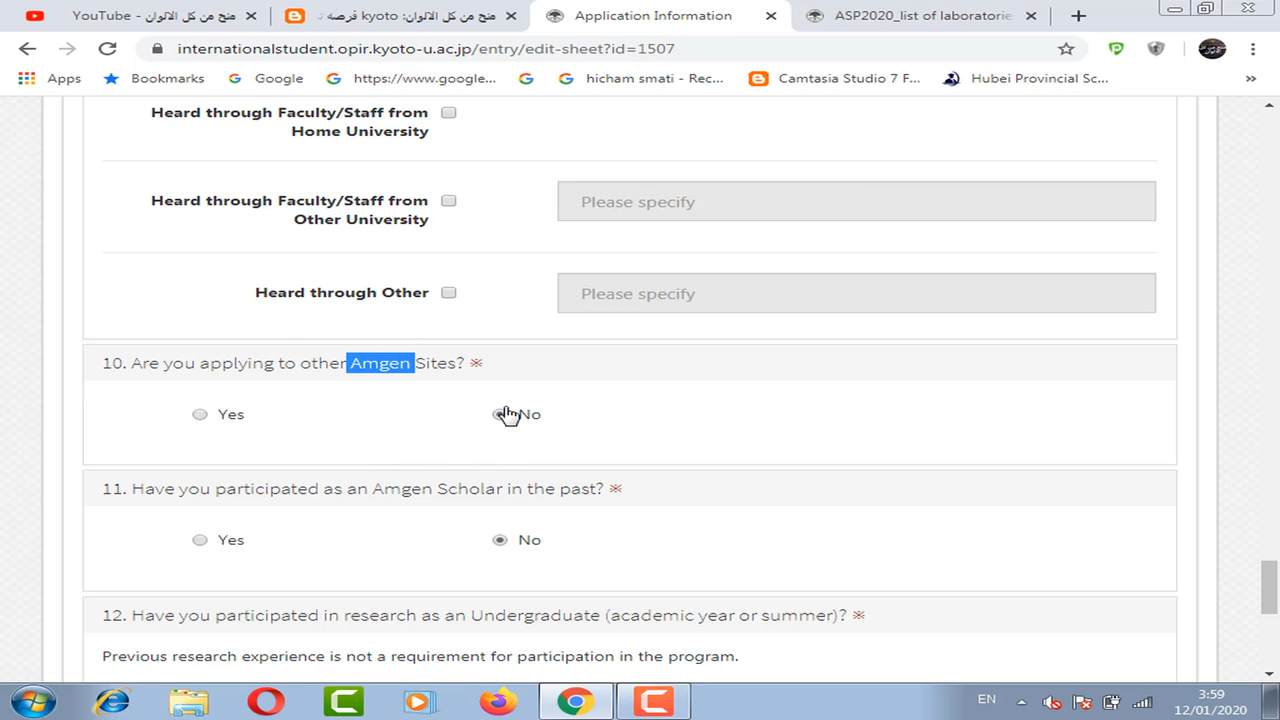 YouTube - منح من كل الالوان
منح من كل الالوان: kyoto فرصه ت
Application Information
ASP2020_list of laboratorie
internationalstudent.opir.kyoto-u.ac.jp/entry/edit-sheet?id=1507
Apps
Bookmarks
Google
https://www.google...
hicham smati - Rec...
Camtasia Studio 7 F...
Hubei Provincial Sc...
»
Heard through Faculty/Staff from
Home University
Heard through Faculty/Staff from
Other University
Please specify
Heard through Other
Please specify
10. Are you applying to other Amgen Sites? ※
Yes
No
11. Have you participated as an Amgen Scholar in the past? ※
Yes
No
12. Have you participated in research as an Undergraduate (academic year or summer)? ※
Previous research experience is not a requirement for participation in the program.
EN
3:59
12/01/2020